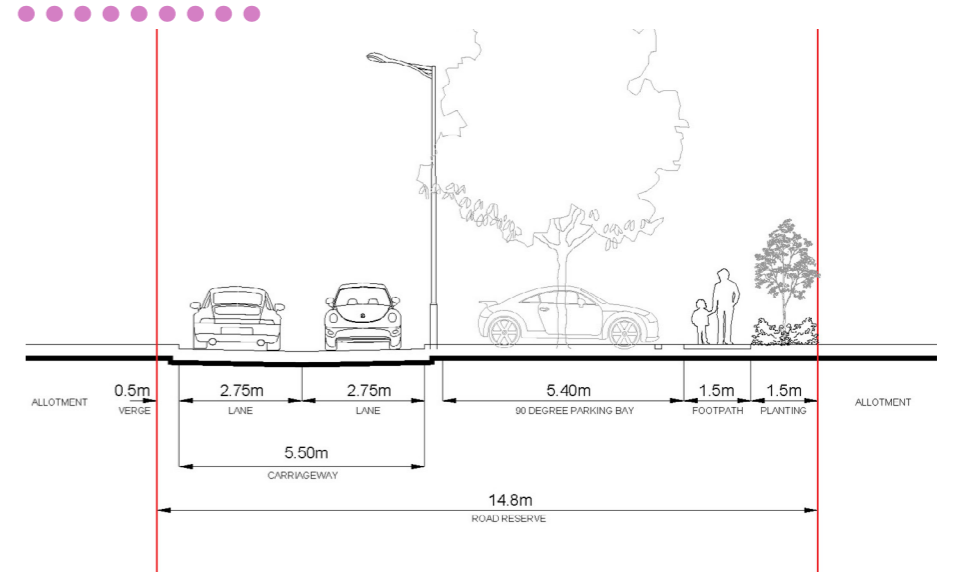 0.5m 2.75m 2.75m 5.40m 1.5m 1.5m
ALLOTMENT VERGE LANE LANE 90 DEGREE PARKING BAY FOOTPATH PLANTING ALLOTMENT
5.50m
CARRIAGEWAY
14.8m
ROAD RESERVE